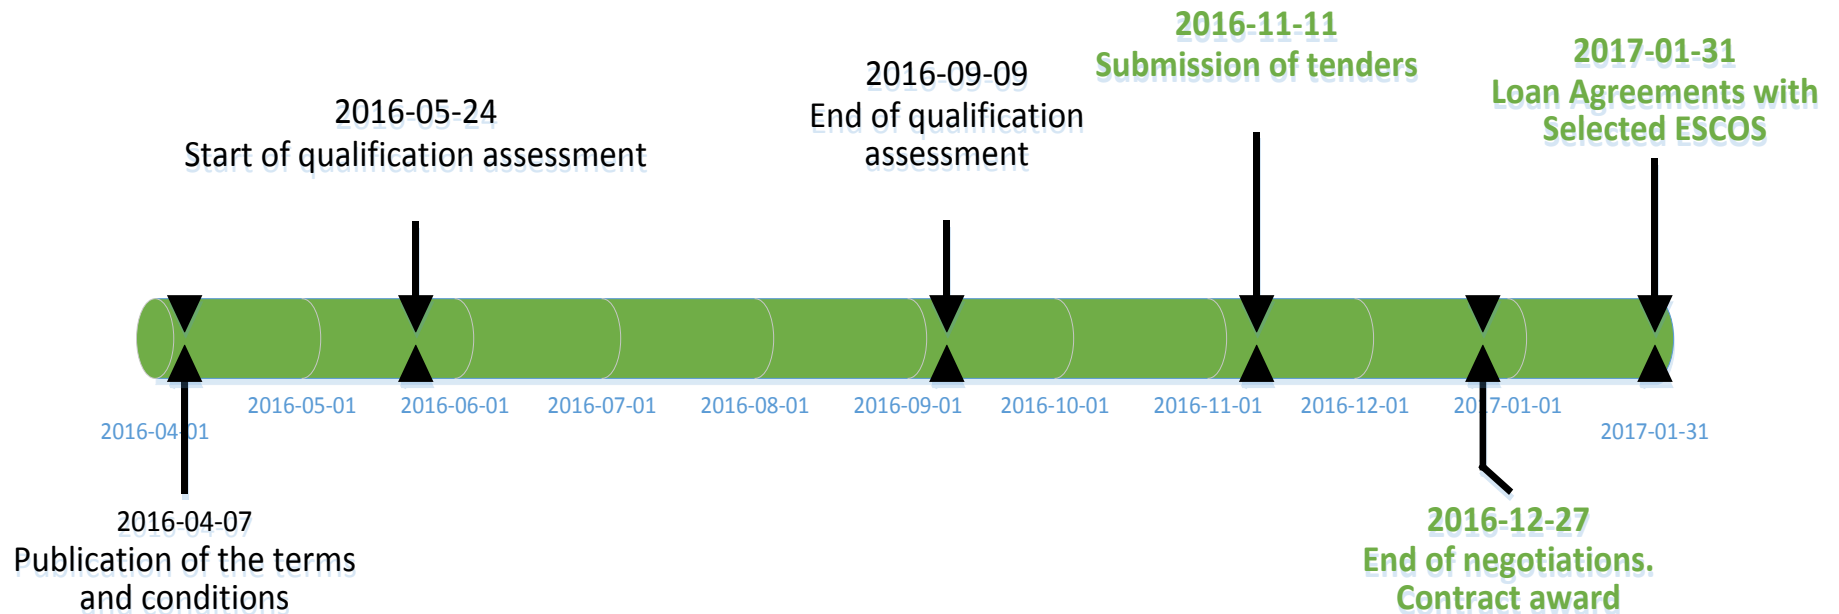 2016-11-11
Submission of tenders
2017-01-31
Loan Agreements with
Selected ESCOS
2016-09-09
End of qualification
assessment
2016-05-24
Start of qualification assessment
2016-04-01
2016-05-01
2016-06-01
2016-07-01
2016-08-01
2016-09-01
2016-10-01
2016-11-01
2016-12-01
2017-01-01
2017-01-31
2016-04-07
Publication of the terms
and conditions
2016-12-27
End of negotiations.
Contract award